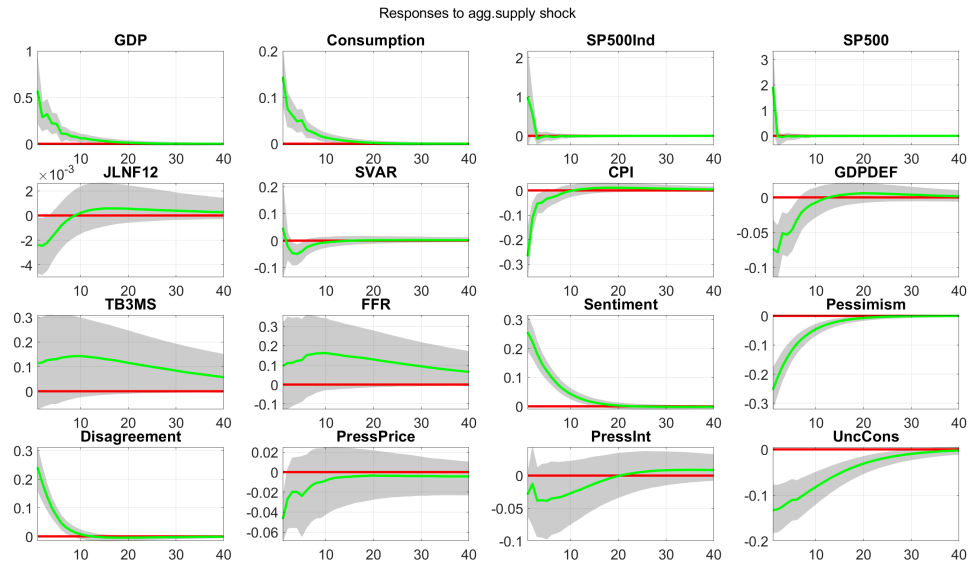 Responses to agg.supply shock
GDP Consumption SP500Ind SP500
1 0.2 2 3
0.5 0.1 1 2
1
0 0 0 0
10 20 30 40 10 20 30 40 10 20 30 40 10 20 30 40
×10⁻³ JLNF12 SVAR CPI GDPDEF
2 0.2 0 0
0 0.1 -0.1 -0.05
-2 0 -0.2 -0.1
-4 -0.1 -0.3
10 20 30 40 10 20 30 40 10 20 30 40 10 20 30 40
TB3MS FFR Sentiment Pessimism
0.3 0.3 0.3 0
0.2 0.2 0.2 -0.1
0.1 0.1 0.1 -0.2
0 0 0 -0.3
-0.1
10 20 30 40 10 20 30 40 10 20 30 40 10 20 30 40
Disagreement PressPrice PressInt UncCons
0.3 0.02 0 0
0.2 0 -0.05 -0.1
0.1 -0.02 -0.1 -0.2
0 -0.04
-0.06
10 20 30 40 10 20 30 40 10 20 30 40 10 20 30 40